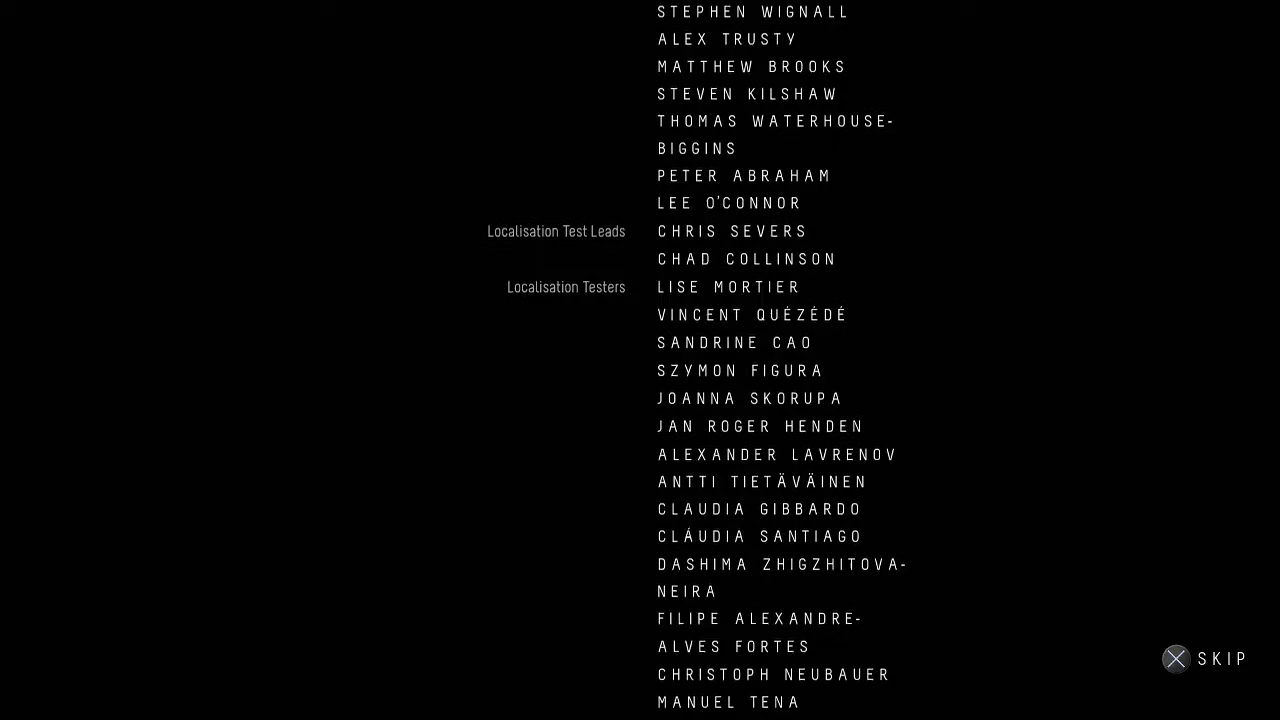 STEPHEN WIGNALL
ALEX TRUSTY
MATTHEW BROOKS
STEVEN KILSHAW
THOMAS WATERHOUSE-
BIGGINS
PETER ABRAHAM
LEE O'CONNOR
Localisation Test Leads CHRIS SEVERS
CHAD COLLINSON
Localisation Testers LISE MORTIER
VINCENT QUÉZÉDÉ
SANDRINE CAO
SZYMON FIGURA
JOANNA SKORUPA
JAN ROGER HENDEN
ALEXANDER LAVRENOV
ANTTI TIETÄVÄINEN
CLAUDIA GIBBARDO
CLÁUDIA SANTIAGO
DASHIMA ZHIGZHITOVA-
NEIRA
FILIPE ALEXANDRE-
ALVES FORTES
CHRISTOPH NEUBAUER
MANUEL TENA
SKIP